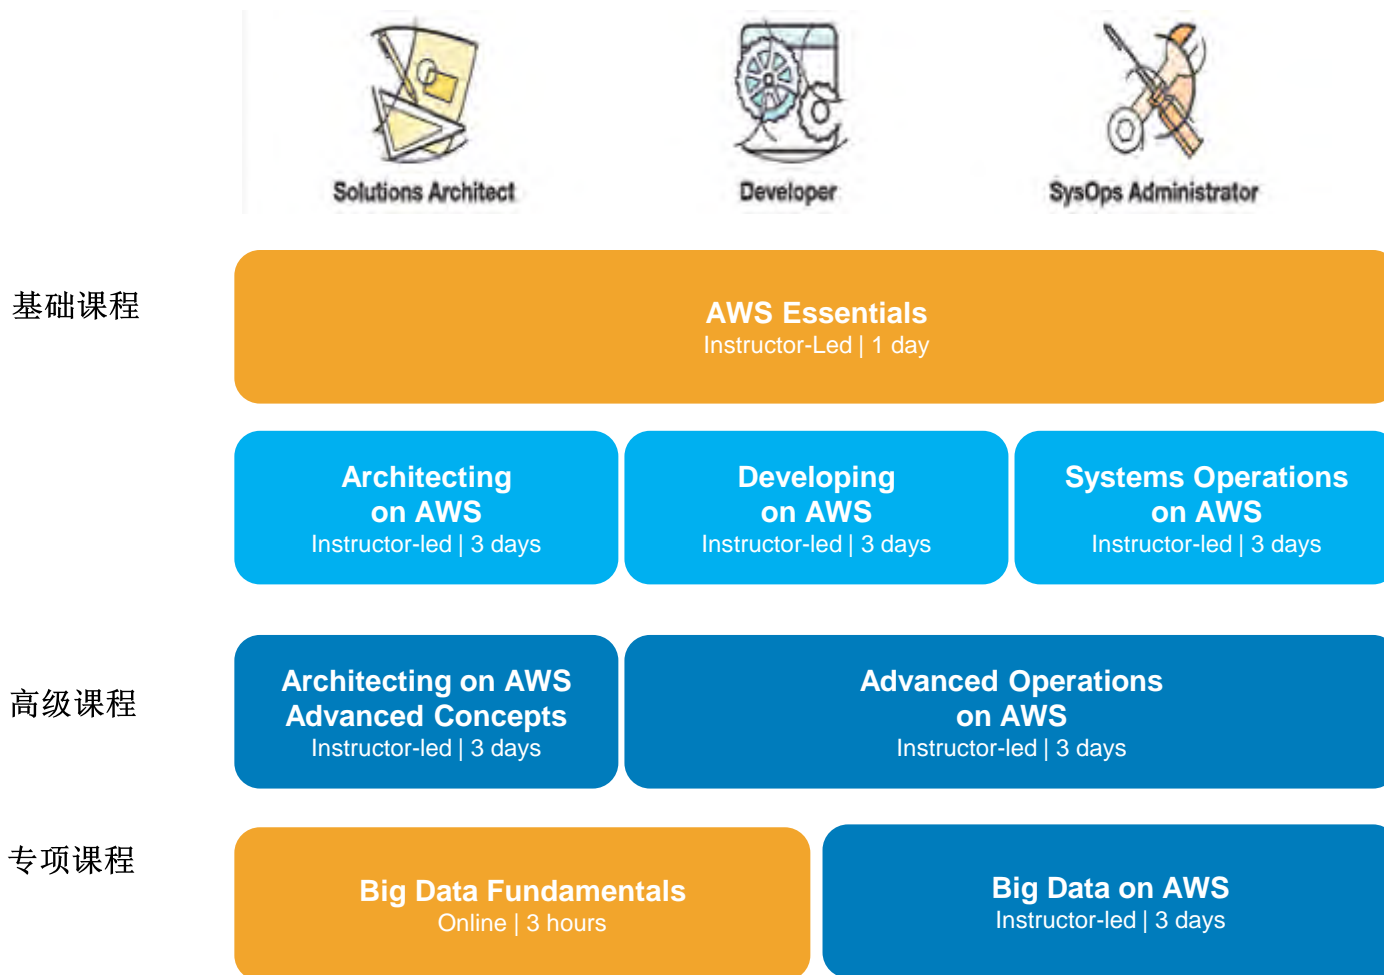 Solutions Architect
Developer
SysOps Administrator
基础课程
AWS Essentials
Instructor-Led | 1 day
Architecting
on AWS
Instructor-led | 3 days
Developing
on AWS
Instructor-led | 3 days
Systems Operations
on AWS
Instructor-led | 3 days
高级课程
Architecting on AWS
Advanced Concepts
Instructor-led | 3 days
Advanced Operations
on AWS
Instructor-led | 3 days
专项课程
Big Data Fundamentals
Online | 3 hours
Big Data on AWS
Instructor-led | 3 days